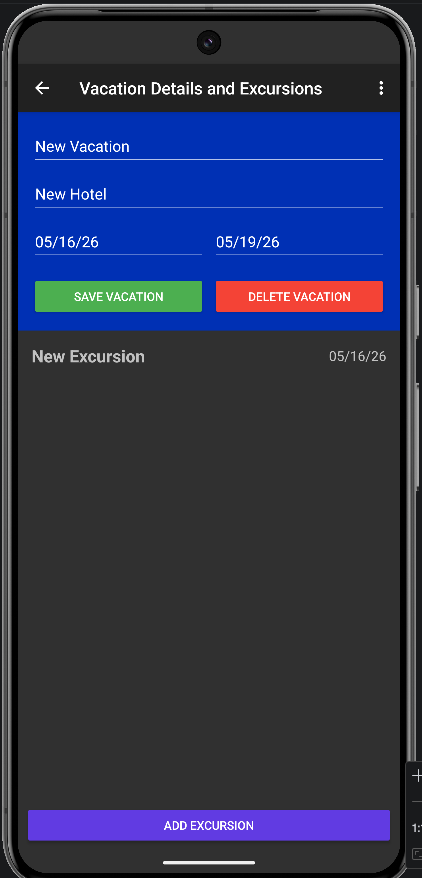 Vacation Details and Excursions
New Vacation
New Hotel
05/16/26 05/19/26
SAVE VACATION DELETE VACATION
New Excursion 05/16/26
ADD EXCURSION